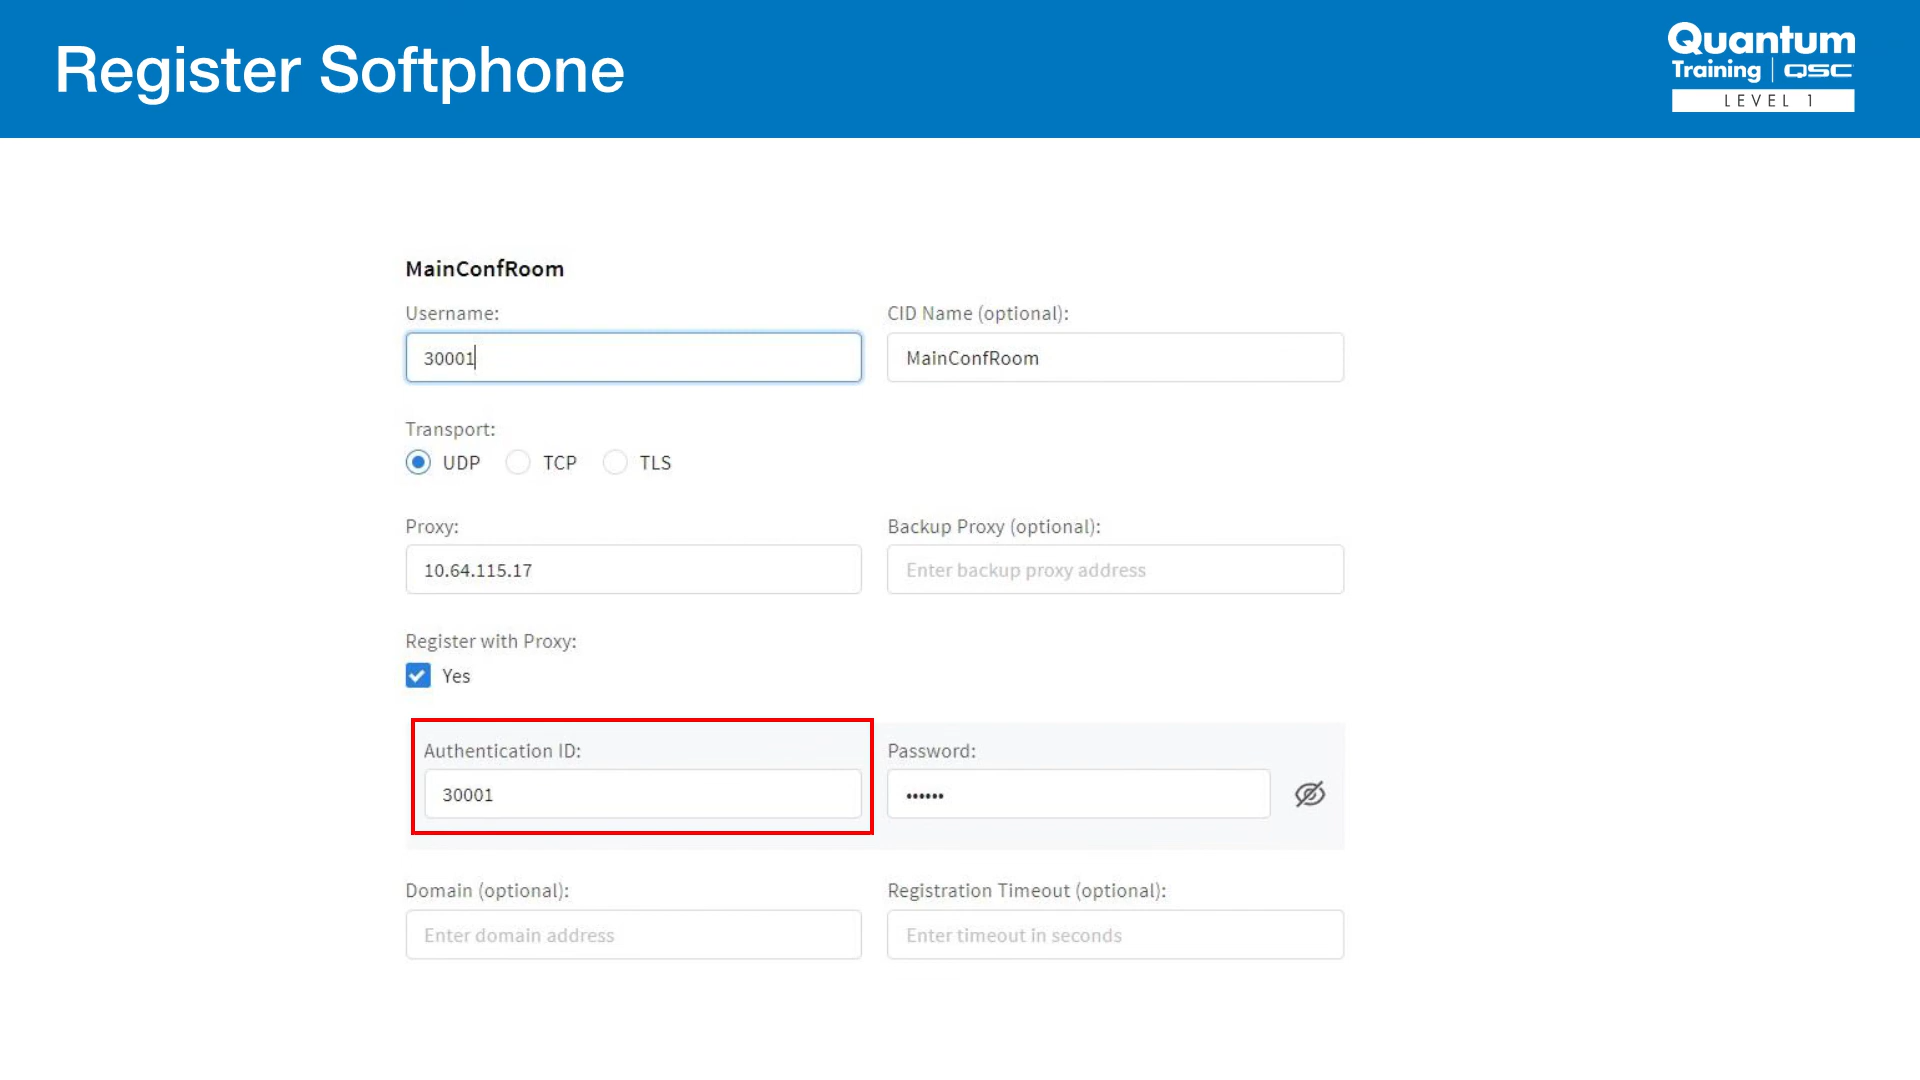 Register Softphone
Quantum
Training | QSC
LEVEL 1
MainConfRoom
Username:
CID Name (optional):
30001
MainConfRoom
Transport:
UDP
TCP
TLS
Proxy:
Backup Proxy (optional):
10.64.115.17
Enter backup proxy address
Register with Proxy:
Yes
Authentication ID:
Password:
30001
••••••
Domain (optional):
Registration Timeout (optional):
Enter domain address
Enter timeout in seconds